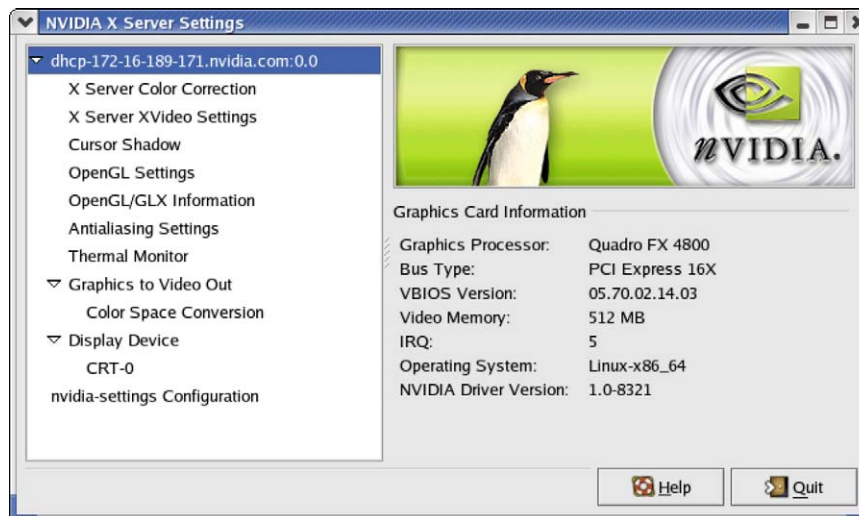 NVIDIA X Server Settings
dhcp-172-16-189-171.nvidia.com:0.0
X Server Color Correction
X Server XVideo Settings
Cursor Shadow
OpenGL Settings
OpenGL/GLX Information
Antialiasing Settings
Thermal Monitor
Graphics to Video Out
Color Space Conversion
Display Device
CRT-0
nvidia-settings Configuration
nVIDIA.
Graphics Card Information
Graphics Processor: Quadro FX 4800
Bus Type: PCI Express 16X
VBIOS Version: 05.70.02.14.03
Video Memory: 512 MB
IRQ: 5
Operating System: Linux-x86_64
NVIDIA Driver Version: 1.0-8321
Help
Quit